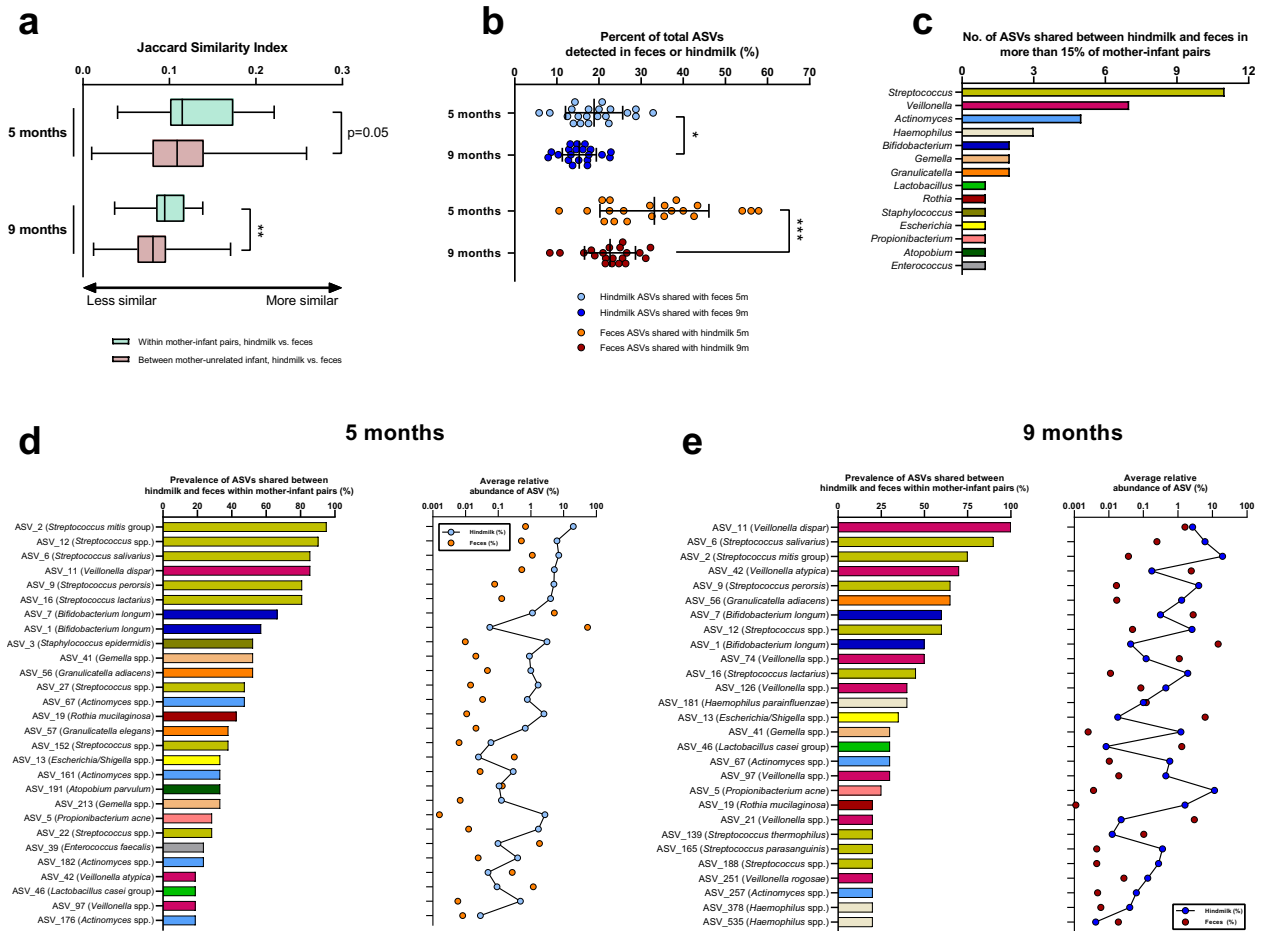 a
Jaccard Similarity Index
0.0 0.1 0.2 0.3
5 months
p=0.05
9 months
**
Less similar More similar
Within mother-infant pairs, hindmilk vs. feces
Between mother-unrelated infant, hindmilk vs. feces
b
Percent of total ASVs
detected in feces or hindmilk (%)
0 10 20 30 40 50 60 70
5 months
*
9 months
5 months
***
9 months
Hindmilk ASVs shared with feces 5m
Hindmilk ASVs shared with feces 9m
Feces ASVs shared with hindmilk 5m
Feces ASVs shared with hindmilk 9m
c
No. of ASVs shared between hindmilk and feces in
more than 15% of mother-infant pairs
0 3 6 9 12
Streptococcus
Veillonella
Actinomyces
Haemophilus
Bifidobacterium
Gemella
Granulicatella
Lactobacillus
Rothia
Staphylococcus
Escherichia
Propionibacterium
Atopobium
Enterococcus
d
5 months
Prevalence of ASVs shared between
hindmilk and feces within mother-infant pairs (%)
0 20 40 60 80 100
ASV_2 (Streptococcus mitis group)
ASV_12 (Streptococcus spp.)
ASV_6 (Streptococcus salivarius)
ASV_11 (Veillonella dispar)
ASV_9 (Streptococcus perorsis)
ASV_16 (Streptococcus lactarius)
ASV_7 (Bifidobacterium longum)
ASV_1 (Bifidobacterium longum)
ASV_3 (Staphylococcus epidermidis)
ASV_41 (Gemella spp.)
ASV_56 (Granulicatella adiacens)
ASV_27 (Streptococcus spp.)
ASV_67 (Actinomyces spp.)
ASV_19 (Rothia mucilaginosa)
ASV_57 (Granulicatella elegans)
ASV_152 (Streptococcus spp.)
ASV_13 (Escherichia/Shigella spp.)
ASV_161 (Actinomyces spp.)
ASV_191 (Atopobium parvulum)
ASV_213 (Gemella spp.)
ASV_5 (Propionibacterium acne)
ASV_22 (Streptococcus spp.)
ASV_39 (Enterococcus faecalis)
ASV_182 (Actinomyces spp.)
ASV_42 (Veillonella atypica)
ASV_46 (Lactobacillus casei group)
ASV_97 (Veillonella spp.)
ASV_176 (Actinomyces spp.)
Average relative
abundance of ASV (%)
0.001 0.01 0.1 1 10 100
Hindmilk (%)
Feces (%)
e
9 months
Prevalence of ASVs shared between
hindmilk and feces within mother-infant pairs (%)
0 25 50 75 100
ASV_11 (Veillonella dispar)
ASV_6 (Streptococcus salivarius)
ASV_2 (Streptococcus mitis group)
ASV_42 (Veillonella atypica)
ASV_9 (Streptococcus perorsis)
ASV_56 (Granulicatella adiacens)
ASV_7 (Bifidobacterium longum)
ASV_12 (Streptococcus spp.)
ASV_1 (Bifidobacterium longum)
ASV_74 (Veillonella spp.)
ASV_16 (Streptococcus lactarius)
ASV_126 (Veillonella spp.)
ASV_181 (Haemophilus parainfluenzae)
ASV_13 (Escherichia/Shigella spp.)
ASV_41 (Gemella spp.)
ASV_46 (Lactobacillus casei group)
ASV_67 (Actinomyces spp.)
ASV_97 (Veillonella spp.)
ASV_5 (Propionibacterium acne)
ASV_19 (Rothia mucilaginosa)
ASV_21 (Veillonella spp.)
ASV_139 (Streptococcus thermophilus)
ASV_165 (Streptococcus parasanguinis)
ASV_188 (Streptococcus spp.)
ASV_251 (Veillonella rogosae)
ASV_257 (Actinomyces spp.)
ASV_378 (Haemophilus spp.)
ASV_535 (Haemophilus spp.)
Average relative
abundance of ASV (%)
0.001 0.01 0.1 1 10 100
Hindmilk (%)
Feces (%)